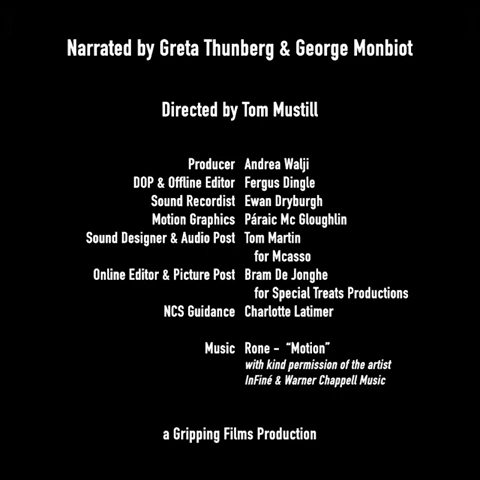 Narrated by Greta Thunberg & George Monbiot
Directed by Tom Mustill
Producer Andrea Walji
DOP & Offline Editor Fergus Dingle
Sound Recordist Ewan Dryburgh
Motion Graphics Páraic Mc Gloughlin
Sound Designer & Audio Post Tom Martin
for Mcasso
Online Editor & Picture Post Bram De Jonghe
for Special Treats Productions
NCS Guidance Charlotte Latimer
Music Rone - “Motion”
with kind permission of the artist
InFiné & Warner Chappell Music
a Gripping Films Production